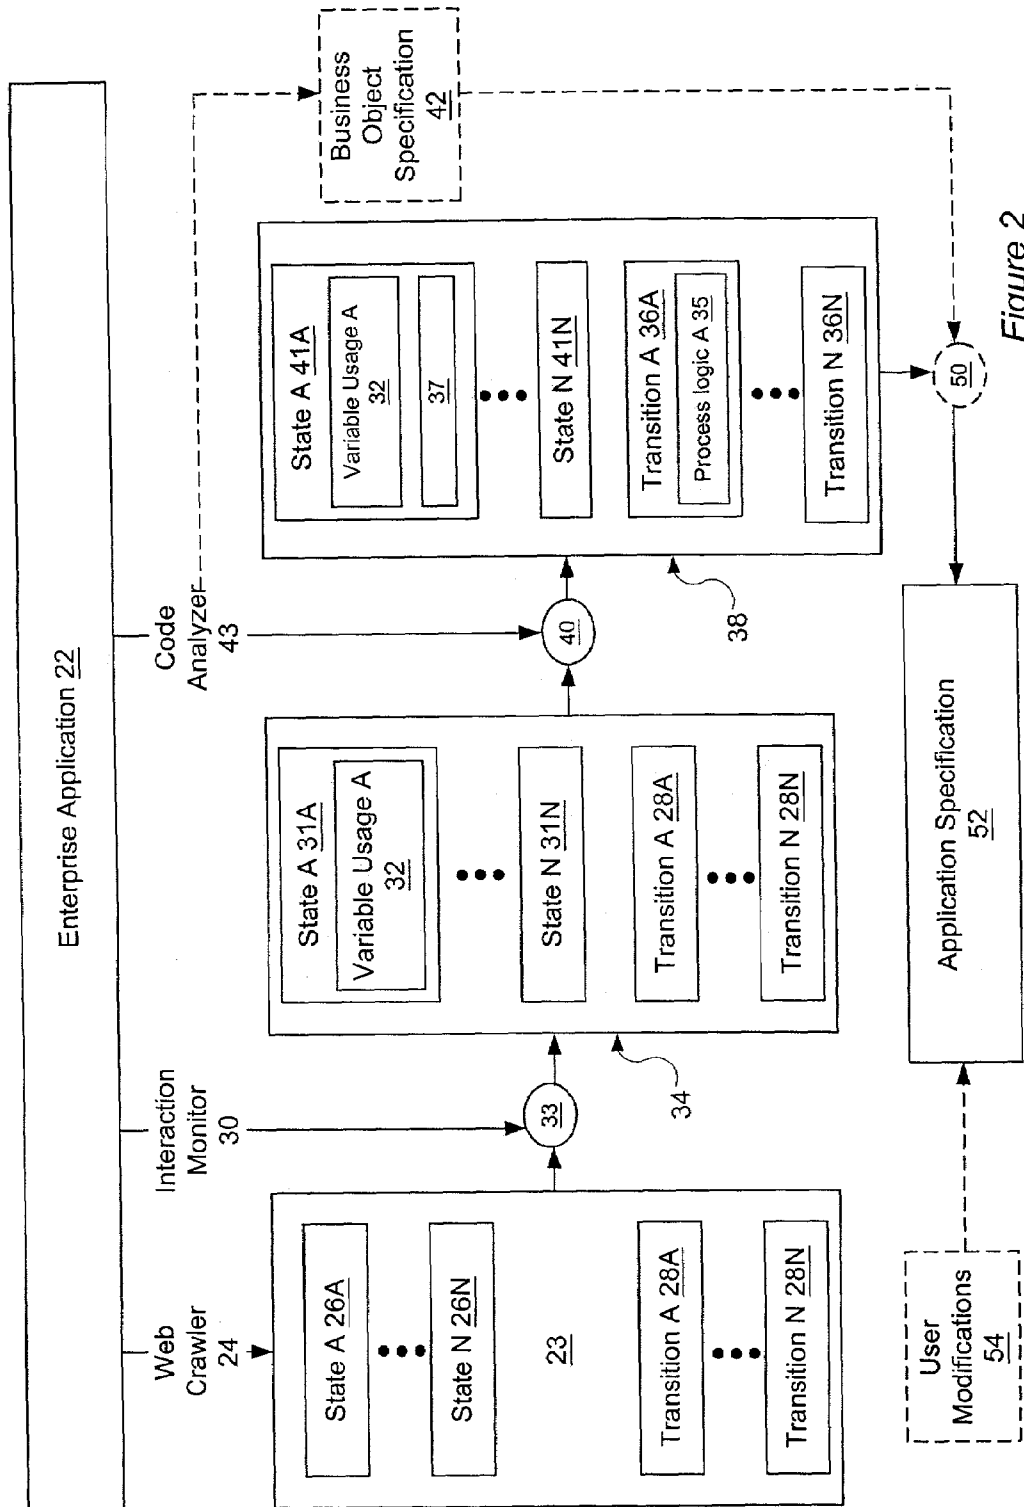 Enterprise Application 22
Web
Crawler
24
Interaction
Monitor
30
Code
Analyzer
43
State A 26A
State N 26N
23
Transition A 28A
Transition N 28N
33
State A 31A
Variable Usage A
32
State N 31N
Transition A 28A
Transition N 28N
34
40
State A 41A
Variable Usage A
32
37
State N 41N
Transition A 36A
Process logic A 35
Transition N 36N
38
Business
Object
Specification
42
User
Modifications
54
Application Specification
52
50
Figure 2